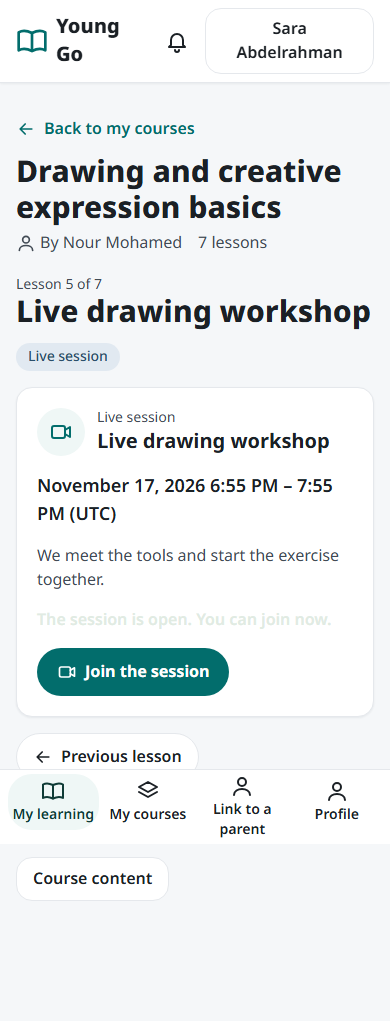 Young
Go
Sara
Abdelrahman
Back to my courses
Drawing and creative
expression basics
By Nour Mohamed 7 lessons
Lesson 5 of 7
Live drawing workshop
Live session
Live session
Live drawing workshop
November 17, 2026 6:55 PM – 7:55
PM (UTC)
We meet the tools and start the exercise
together.
The session is open. You can join now.
Join the session
Previous lesson
My learning
My courses
Link to a
parent
Profile
Course content